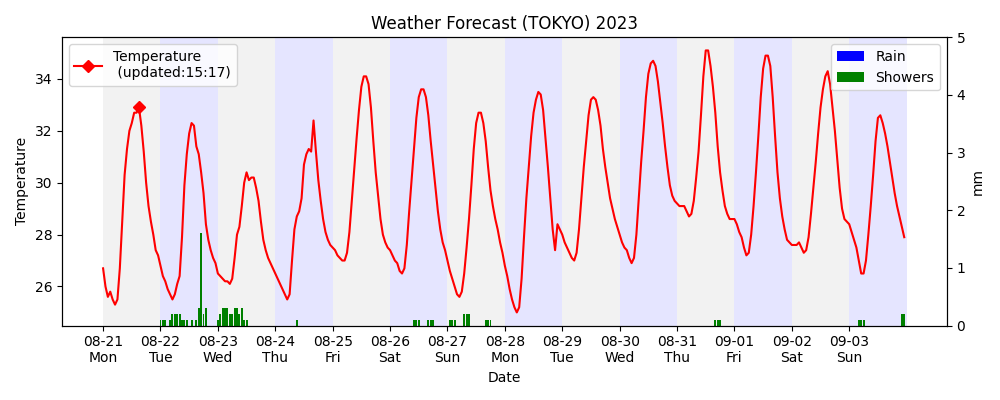 Weather Forecast (TOKYO) 2023
Temperature
(updated:15:17)
Rain
Showers
Temperature
34
32
30
28
26
5
4
3
2
1
0
mm
08-21 08-22 08-23 08-24 08-25 08-26 08-27 08-28 08-29 08-30 08-31 09-01 09-02 09-03
Mon Tue Wed Thu Fri Sat Sun Mon Tue Wed Thu Fri Sat Sun
Date